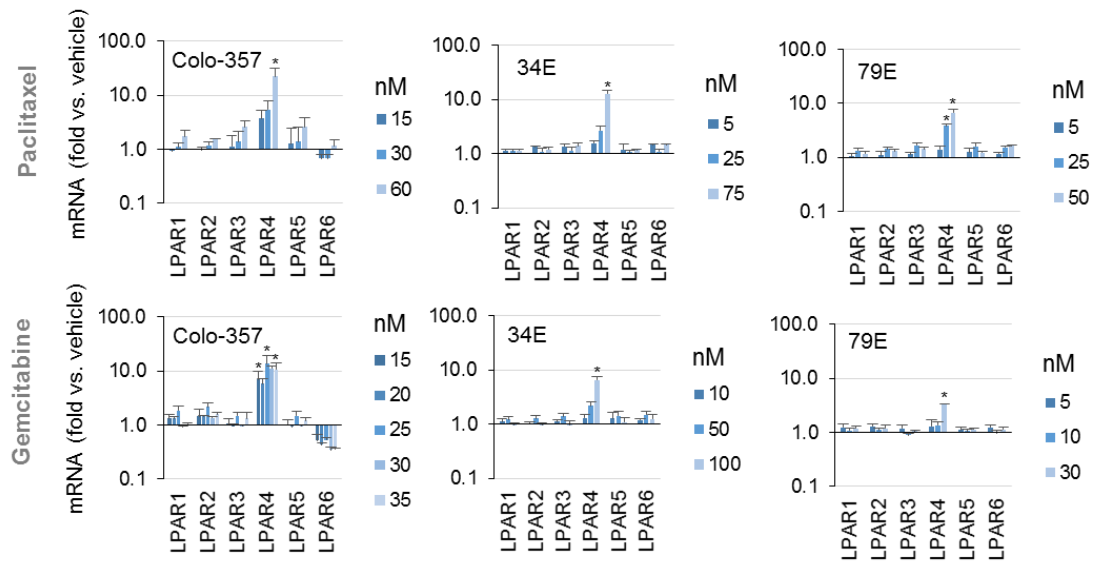 Paclitaxel
mRNA (fold vs. vehicle)
100.0
10.0
1.0
0.1
Colo-357
*
LPAR1
LPAR2
LPAR3
LPAR4
LPAR5
LPAR6
nM
15
30
60
100.0
10.0
1.0
0.1
34E
*
LPAR1
LPAR2
LPAR3
LPAR4
LPAR5
LPAR6
nM
5
25
75
100.0
10.0
1.0
0.1
79E
* *
LPAR1
LPAR2
LPAR3
LPAR4
LPAR5
LPAR6
nM
5
25
50
Gemcitabine
mRNA (fold vs. vehicle)
100.0
10.0
1.0
0.1
Colo-357
* * *
LPAR1
LPAR2
LPAR3
LPAR4
LPAR5
LPAR6
nM
15
20
25
30
35
100.0
10.0
1.0
0.1
34E
*
LPAR1
LPAR2
LPAR3
LPAR4
LPAR5
LPAR6
nM
10
50
100
100.0
10.0
1.0
0.1
79E
*
LPAR1
LPAR2
LPAR3
LPAR4
LPAR5
LPAR6
nM
5
10
30